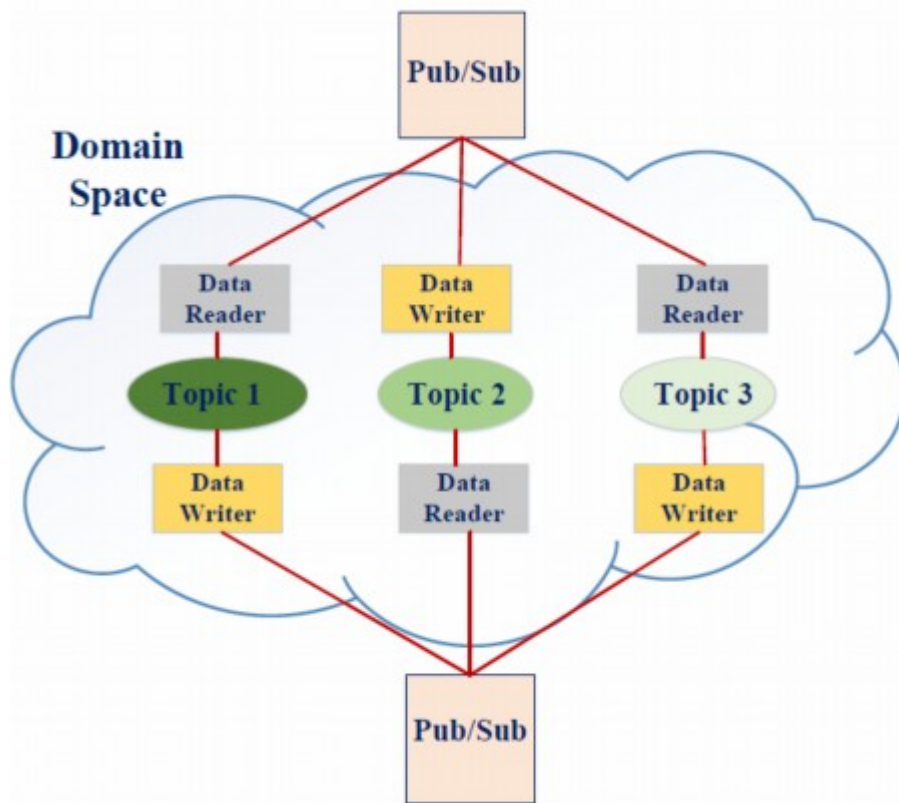 Pub/Sub
Domain
Space
Data
Reader
Data
Writer
Data
Reader
Topic 1
Topic 2
Topic 3
Data
Writer
Data
Reader
Data
Writer
Pub/Sub